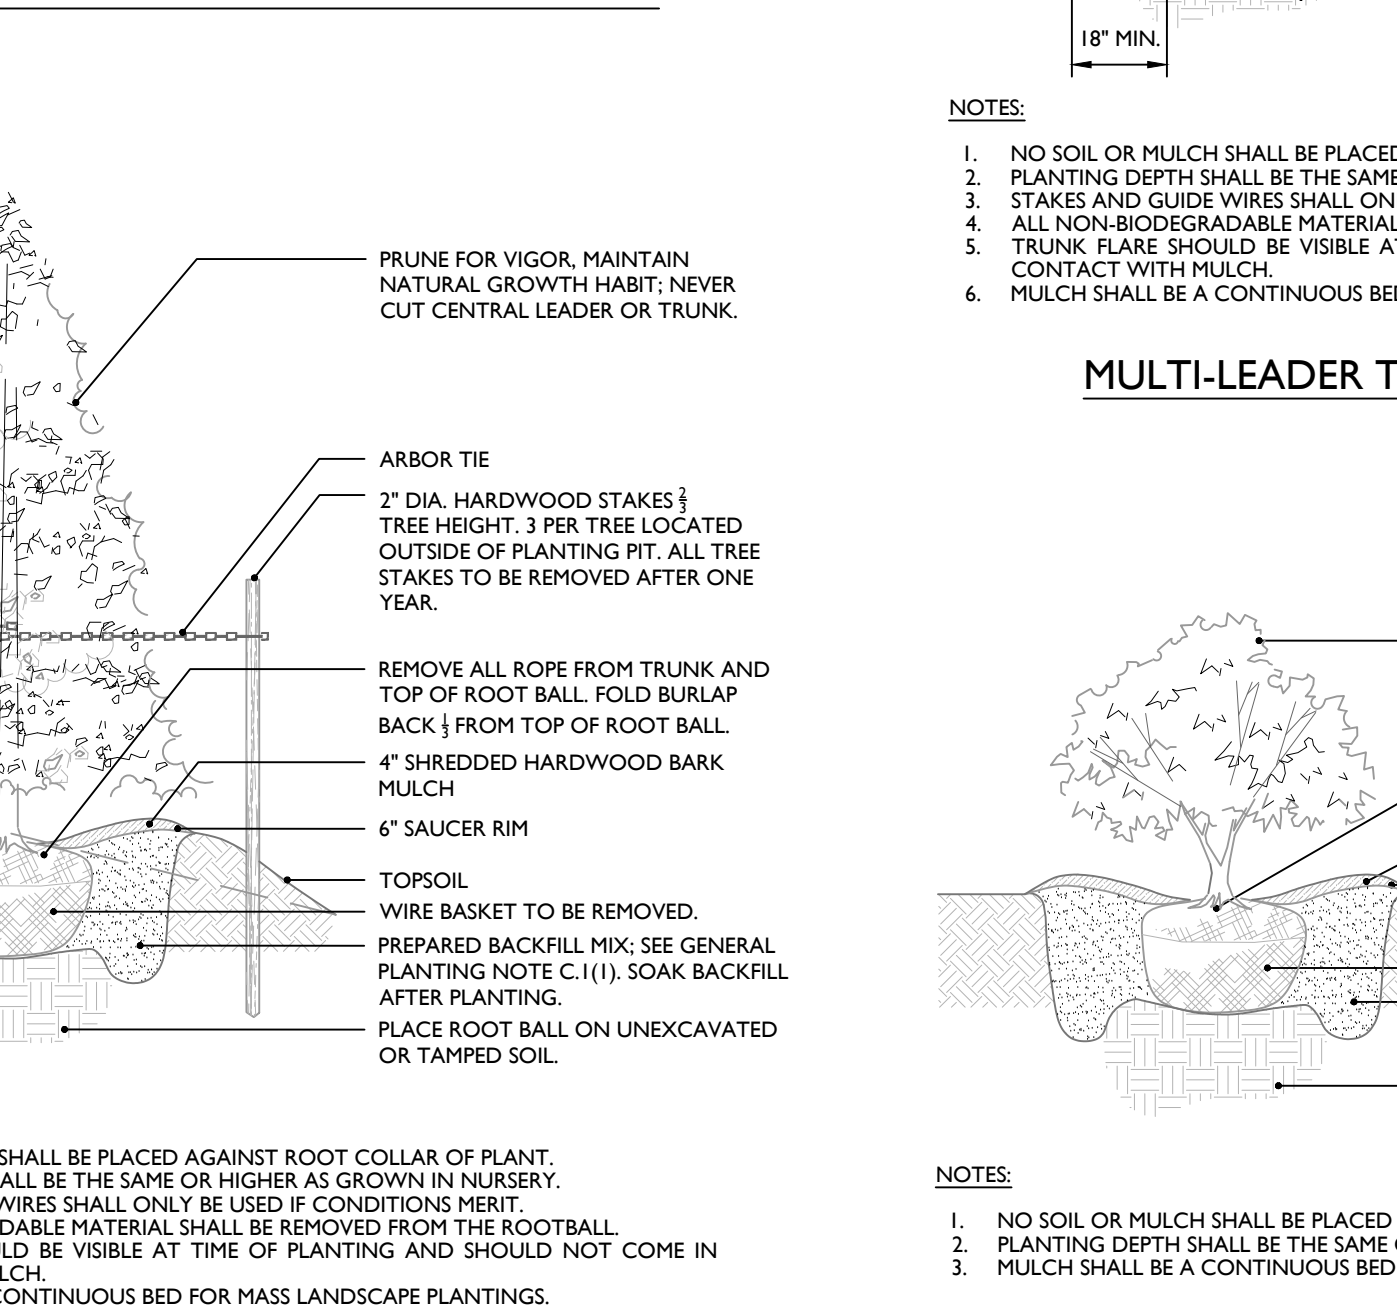 PRUNE FOR VIGOR, MAINTAIN
NATURAL GROWTH HABIT; NEVER
CUT CENTRAL LEADER OR TRUNK.
ARBOR TIE
2" DIA. HARDWOOD STAKES 2/3
TREE HEIGHT. 3 PER TREE LOCATED
OUTSIDE OF PLANTING PIT. ALL TREE
STAKES TO BE REMOVED AFTER ONE
YEAR.
REMOVE ALL ROPE FROM TRUNK AND
TOP OF ROOT BALL. FOLD BURLAP
BACK 1/3 FROM TOP OF ROOT BALL.
4" SHREDDED HARDWOOD BARK
MULCH
6" SAUCER RIM
TOPSOIL
WIRE BASKET TO BE REMOVED.
PREPARED BACKFILL MIX; SEE GENERAL
PLANTING NOTE C.1(1). SOAK BACKFILL
AFTER PLANTING.
PLACE ROOT BALL ON UNEXCAVATED
OR TAMPED SOIL.
SHALL BE PLACED AGAINST ROOT COLLAR OF PLANT.
ALL BE THE SAME OR HIGHER AS GROWN IN NURSERY.
WIRES SHALL ONLY BE USED IF CONDITIONS MERIT.
DABLE MATERIAL SHALL BE REMOVED FROM THE ROOTBALL.
LD BE VISIBLE AT TIME OF PLANTING AND SHOULD NOT COME IN
LCH.
CONTINUOUS BED FOR MASS LANDSCAPE PLANTINGS.
18" MIN.
NOTES:
1. NO SOIL OR MULCH SHALL BE PLACED
2. PLANTING DEPTH SHALL BE THE SAME
3. STAKES AND GUIDE WIRES SHALL ON
4. ALL NON-BIODEGRADABLE MATERIAL
5. TRUNK FLARE SHOULD BE VISIBLE AT
CONTACT WITH MULCH.
6. MULCH SHALL BE A CONTINUOUS BED
MULTI-LEADER T
NOTES:
1. NO SOIL OR MULCH SHALL BE PLACED
2. PLANTING DEPTH SHALL BE THE SAME
3. MULCH SHALL BE A CONTINUOUS BED